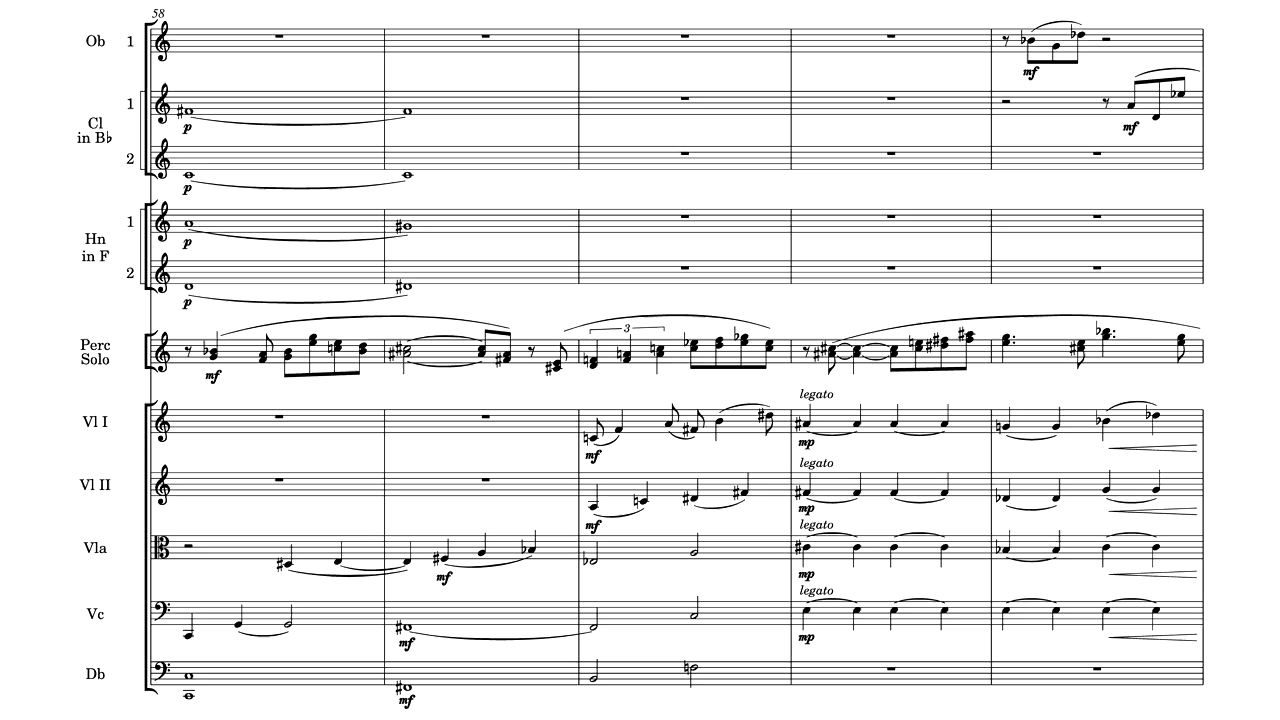 58
Ob 1
mf
1
Cl
in B♭
p
mf
2
p
1
Hn
in F
p
2
p
Perc
Solo
mf
3
Vl I
mf
legato
mp
Vl II
mf
legato
mp
Vla
mf
legato
mp
Vc
mf
legato
mp
Db
mf